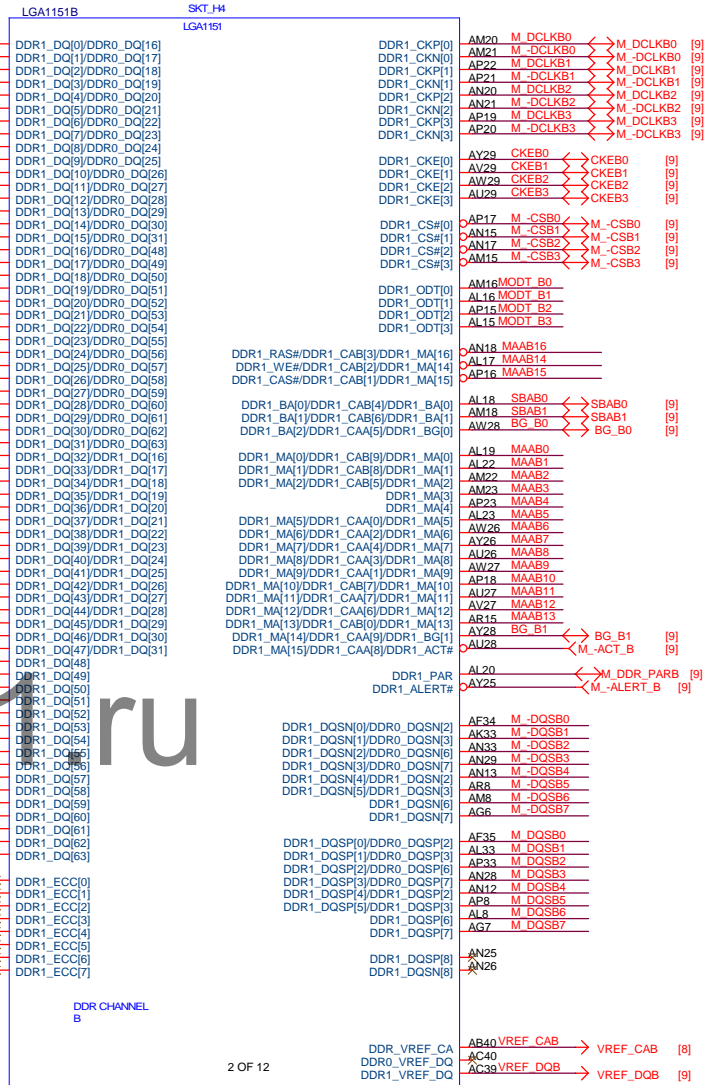 LGA1151B SKT_H4
LGA1151
DDR1_DQ[0]/DDR0_DQ[16]
DDR1_DQ[1]/DDR0_DQ[17]
DDR1_DQ[2]/DDR0_DQ[18]
DDR1_DQ[3]/DDR0_DQ[19]
DDR1_DQ[4]/DDR0_DQ[20]
DDR1_DQ[5]/DDR0_DQ[21]
DDR1_DQ[6]/DDR0_DQ[22]
DDR1_DQ[7]/DDR0_DQ[23]
DDR1_DQ[8]/DDR0_DQ[24]
DDR1_DQ[9]/DDR0_DQ[25]
DDR1_DQ[10]/DDR0_DQ[26]
DDR1_DQ[11]/DDR0_DQ[27]
DDR1_DQ[12]/DDR0_DQ[28]
DDR1_DQ[13]/DDR0_DQ[29]
DDR1_DQ[14]/DDR0_DQ[30]
DDR1_DQ[15]/DDR0_DQ[31]
DDR1_DQ[16]/DDR0_DQ[48]
DDR1_DQ[17]/DDR0_DQ[49]
DDR1_DQ[18]/DDR0_DQ[50]
DDR1_DQ[19]/DDR0_DQ[51]
DDR1_DQ[20]/DDR0_DQ[52]
DDR1_DQ[21]/DDR0_DQ[53]
DDR1_DQ[22]/DDR0_DQ[54]
DDR1_DQ[23]/DDR0_DQ[55]
DDR1_DQ[24]/DDR0_DQ[56]
DDR1_DQ[25]/DDR0_DQ[57]
DDR1_DQ[26]/DDR0_DQ[58]
DDR1_DQ[27]/DDR0_DQ[59]
DDR1_DQ[28]/DDR0_DQ[60]
DDR1_DQ[29]/DDR0_DQ[61]
DDR1_DQ[30]/DDR0_DQ[62]
DDR1_DQ[31]/DDR0_DQ[63]
DDR1_DQ[32]/DDR1_DQ[16]
DDR1_DQ[33]/DDR1_DQ[17]
DDR1_DQ[34]/DDR1_DQ[18]
DDR1_DQ[35]/DDR1_DQ[19]
DDR1_DQ[36]/DDR1_DQ[20]
DDR1_DQ[37]/DDR1_DQ[21]
DDR1_DQ[38]/DDR1_DQ[22]
DDR1_DQ[39]/DDR1_DQ[23]
DDR1_DQ[40]/DDR1_DQ[24]
DDR1_DQ[41]/DDR1_DQ[25]
DDR1_DQ[42]/DDR1_DQ[26]
DDR1_DQ[43]/DDR1_DQ[27]
DDR1_DQ[44]/DDR1_DQ[28]
DDR1_DQ[45]/DDR1_DQ[29]
DDR1_DQ[46]/DDR1_DQ[30]
DDR1_DQ[47]/DDR1_DQ[31]
DDR1_DQ[48]
DDR1_DQ[49]
DDR1_DQ[50]
DDR1_DQ[51]
DDR1_DQ[52]
DDR1_DQ[53]
DDR1_DQ[54]
DDR1_DQ[55]
DDR1_DQ[56]
DDR1_DQ[57]
DDR1_DQ[58]
DDR1_DQ[59]
DDR1_DQ[60]
DDR1_DQ[61]
DDR1_DQ[62]
DDR1_DQ[63]
DDR1_ECC[0]
DDR1_ECC[1]
DDR1_ECC[2]
DDR1_ECC[3]
DDR1_ECC[4]
DDR1_ECC[5]
DDR1_ECC[6]
DDR1_ECC[7]
DDR CHANNEL
B
2 OF 12
1.ru
DDR1_CKP[0] AM20 M_DCLKB0 M_DCLKB0 [9]
DDR1_CKN[0] AM21 M_-DCLKB0 M_-DCLKB0 [9]
DDR1_CKP[1] AP22 M_DCLKB1 M_DCLKB1 [9]
DDR1_CKN[1] AP21 M_-DCLKB1 M_-DCLKB1 [9]
DDR1_CKP[2] AN20 M_DCLKB2 M_DCLKB2 [9]
DDR1_CKN[2] AN21 M_-DCLKB2 M_-DCLKB2 [9]
DDR1_CKP[3] AP19 M_DCLKB3 M_DCLKB3 [9]
DDR1_CKN[3] AP20 M_-DCLKB3 M_-DCLKB3 [9]
DDR1_CKE[0] AY29 CKEB0 CKEB0 [9]
DDR1_CKE[1] AV29 CKEB1 CKEB1 [9]
DDR1_CKE[2] AW29 CKEB2 CKEB2 [9]
DDR1_CKE[3] AU29 CKEB3 CKEB3 [9]
DDR1_CS#[0] AP17 M_-CSB0 M_-CSB0 [9]
DDR1_CS#[1] AN15 M_-CSB1 M_-CSB1 [9]
DDR1_CS#[2] AN17 M_-CSB2 M_-CSB2 [9]
DDR1_CS#[3] AM15 M_-CSB3 M_-CSB3 [9]
DDR1_ODT[0] AM16 MODT_B0
DDR1_ODT[1] AL16 MODT_B1
DDR1_ODT[2] AP15 MODT_B2
DDR1_ODT[3] AL15 MODT_B3
DDR1_RAS#/DDR1_CAB[3]/DDR1_MA[16] AN18 MAAB16
DDR1_WE#/DDR1_CAB[2]/DDR1_MA[14] AL17 MAAB14
DDR1_CAS#/DDR1_CAB[1]/DDR1_MA[15] AP16 MAAB15
DDR1_BA[0]/DDR1_CAB[4]/DDR1_BA[0] AL18 SBAB0 SBAB0 [9]
DDR1_BA[1]/DDR1_CAB[6]/DDR1_BA[1] AM18 SBAB1 SBAB1 [9]
DDR1_BA[2]/DDR1_CAA[5]/DDR1_BG[0] AW28 BG_B0 BG_B0 [9]
DDR1_MA[0]/DDR1_CAB[9]/DDR1_MA[0] AL19 MAAB0
DDR1_MA[1]/DDR1_CAB[8]/DDR1_MA[1] AL22 MAAB1
DDR1_MA[2]/DDR1_CAB[5]/DDR1_MA[2] AM22 MAAB2
DDR1_MA[3] AM23 MAAB3
DDR1_MA[4] AP23 MAAB4
DDR1_MA[5]/DDR1_CAA[0]/DDR1_MA[5] AL23 MAAB5
DDR1_MA[6]/DDR1_CAA[2]/DDR1_MA[6] AW26 MAAB6
DDR1_MA[7]/DDR1_CAA[4]/DDR1_MA[7] AY26 MAAB7
DDR1_MA[8]/DDR1_CAA[3]/DDR1_MA[8] AU26 MAAB8
DDR1_MA[9]/DDR1_CAA[1]/DDR1_MA[9] AW27 MAAB9
DDR1_MA[10]/DDR1_CAB[7]/DDR1_MA[10] AP18 MAAB10
DDR1_MA[11]/DDR1_CAA[7]/DDR1_MA[11] AU27 MAAB11
DDR1_MA[12]/DDR1_CAA[6]/DDR1_MA[12] AV27 MAAB12
DDR1_MA[13]/DDR1_CAB[0]/DDR1_MA[13] AR15 MAAB13
DDR1_MA[14]/DDR1_CAA[9]/DDR1_BG[1] AY28 BG_B1 BG_B1 [9]
DDR1_MA[15]/DDR1_CAA[8]/DDR1_ACT# AU28 M_-ACT_B [9]
DDR1_PAR AL20 M_DDR_PARB [9]
DDR1_ALERT# AY25 M_-ALERT_B [9]
DDR1_DQSN[0]/DDR0_DQSN[2] AF34 M_-DQSB0
DDR1_DQSN[1]/DDR0_DQSN[3] AK33 M_-DQSB1
DDR1_DQSN[2]/DDR0_DQSN[6] AN33 M_-DQSB2
DDR1_DQSN[3]/DDR0_DQSN[7] AN29 M_-DQSB3
DDR1_DQSN[4]/DDR1_DQSN[2] AN13 M_-DQSB4
DDR1_DQSN[5]/DDR1_DQSN[3] AR8 M_-DQSB5
DDR1_DQSN[6] AM8 M_-DQSB6
DDR1_DQSN[7] AG6 M_-DQSB7
DDR1_DQSP[0]/DDR0_DQSP[2] AF35 M_DQSB0
DDR1_DQSP[1]/DDR0_DQSP[3] AL33 M_DQSB1
DDR1_DQSP[2]/DDR0_DQSP[6] AP33 M_DQSB2
DDR1_DQSP[3]/DDR0_DQSP[7] AN28 M_DQSB3
DDR1_DQSP[4]/DDR1_DQSP[2] AN12 M_DQSB4
DDR1_DQSP[5]/DDR1_DQSP[3] AP8 M_DQSB5
DDR1_DQSP[6] AL8 M_DQSB6
DDR1_DQSP[7] AG7 M_DQSB7
DDR1_DQSP[8] AN25
DDR1_DQSN[8] AN26
DDR_VREF_CA AB40 VREF_CAB VREF_CAB [8]
DDR0_VREF_DQ AC40
DDR1_VREF_DQ AC39 VREF_DQB VREF_DQB [9]